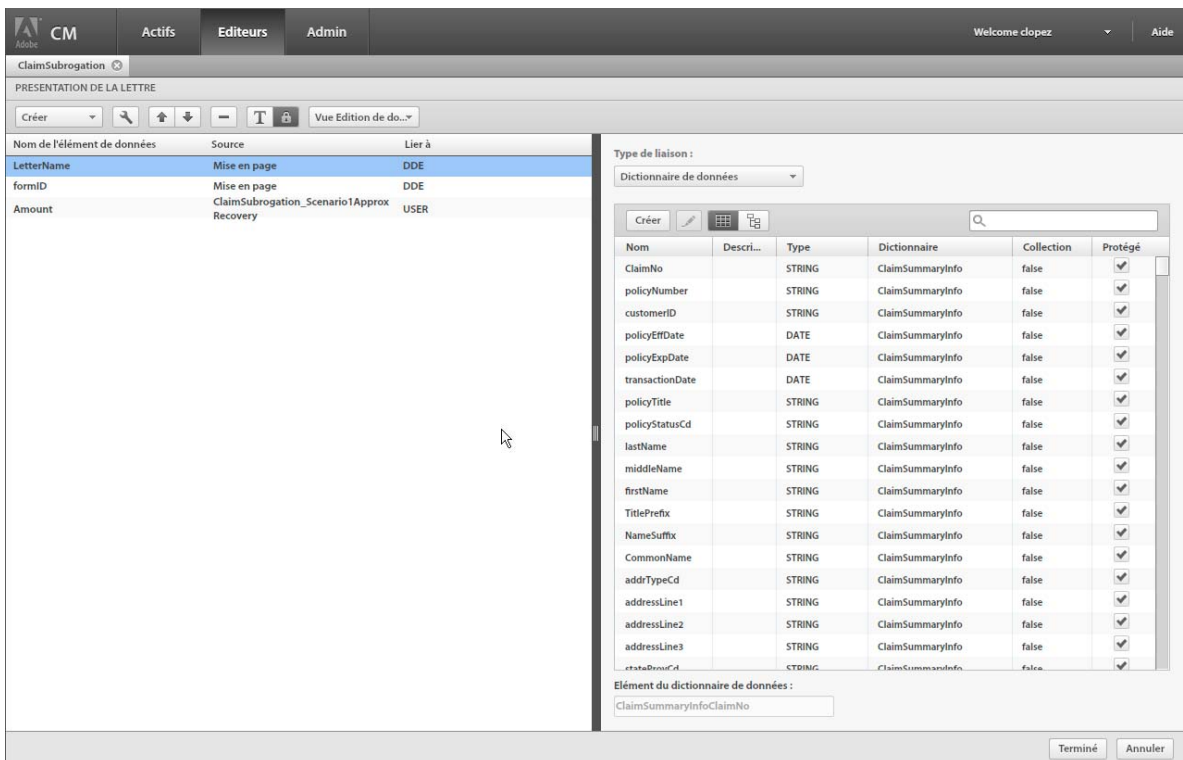 Adobe CM Actifs Editeurs Admin Welcome clopez Aide
ClaimSubrogation
PRESENTATION DE LA LETTRE
Créer T Vue Edition de do...
Nom de l'élément de données Source Lier à
LetterName Mise en page DDE
formID Mise en page DDE
Amount ClaimSubrogation_Scenario1Approx Recovery USER
Type de liaison :
Dictionnaire de données
Créer
Nom Descri... Type Dictionnaire Collection Protégé
ClaimNo STRING ClaimSummaryInfo false
policyNumber STRING ClaimSummaryInfo false
customerID STRING ClaimSummaryInfo false
policyEffDate DATE ClaimSummaryInfo false
policyExpDate DATE ClaimSummaryInfo false
transactionDate DATE ClaimSummaryInfo false
policyTitle STRING ClaimSummaryInfo false
policyStatusCd STRING ClaimSummaryInfo false
lastName STRING ClaimSummaryInfo false
middleName STRING ClaimSummaryInfo false
firstName STRING ClaimSummaryInfo false
TitlePrefix STRING ClaimSummaryInfo false
NameSuffix STRING ClaimSummaryInfo false
CommonName STRING ClaimSummaryInfo false
addrTypeCd STRING ClaimSummaryInfo false
addressLine1 STRING ClaimSummaryInfo false
addressLine2 STRING ClaimSummaryInfo false
addressLine3 STRING ClaimSummaryInfo false
stateProvCd STRING ClaimSummaryInfo false
Elément du dictionnaire de données :
ClaimSummaryInfoClaimNo
Terminé Annuler